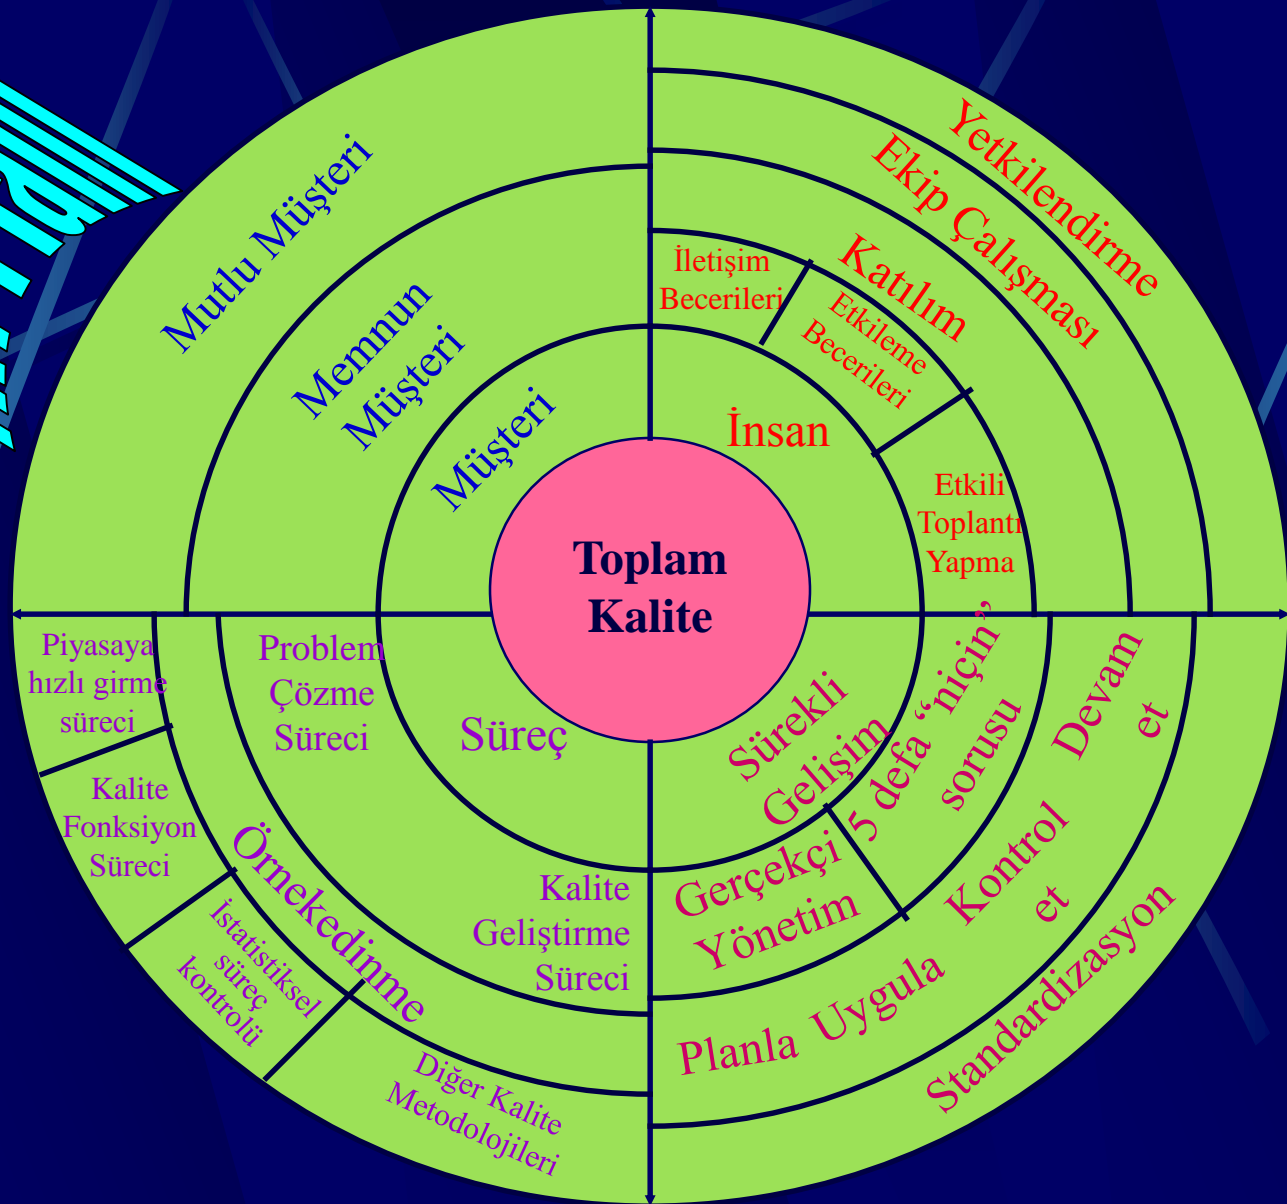 Mutlu Müşteri
Memnun
Müşteri
Müşteri
Yetkilendirme
Ekip Çalışması
Katılım
İletişim
Becerileri
Etkileme
Becerileri
Etkili
Toplantı
Yapma
İnsan
Toplam
Kalite
Piyasaya
hızlı girme
süreci
Kalite
Fonksiyon
Süreci
İstatistiksel
süreç
kontrolü
Diğer Kalite
Metodolojileri
Örnekedinme
Problem
Çözme
Süreci
Kalite
Geliştirme
Süreci
Süreç
Sürekli
Gelişim
5 defa “niçin”
sorusu
Gerçekçi
Yönetim
Planla Uygula
Kontrol
et
Devam
et
Standardizasyon